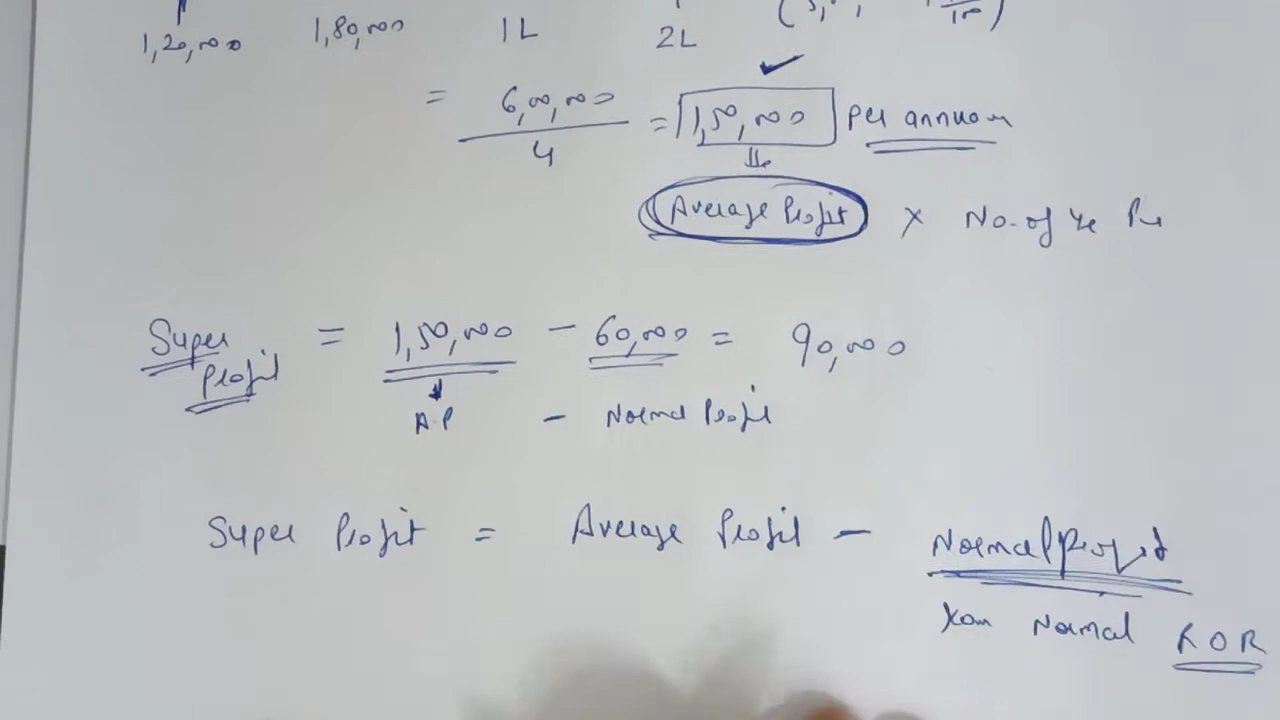 1,20,000 1,80,000 1L 2L
= 6,00,000 / 4 = 1,50,000 Per annum
Average Profit × No. of
Super Profit = 1,50,000 - 60,000 = 90,000
A.P - Normal Profit
Super Profit = Average Profit - Normal Profit
Normal ROR